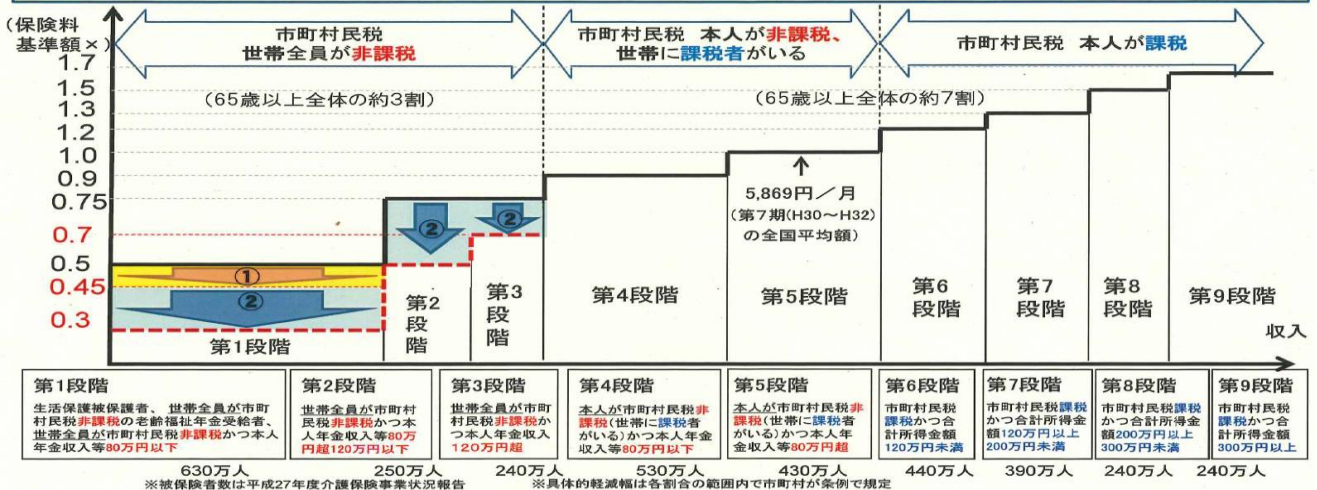 (保険料
基準額×)
市町村民税
世帯全員が非課税
市町村民税 本人が非課税、
世帯に課税者がいる
市町村民税 本人が課税
(65歳以上全体の約3割)
(65歳以上全体の約7割)
1.7
1.5
1.3
1.2
1.0
0.9
0.75
0.7
0.5
0.45
0.3
①
②
②
②
5,869円/月
(第7期(H30~H32)
の全国平均額)
第1段階
第2
段
階
第3
段
階
第4段階
第5段階
第6
段階
第7
段階
第8
段階
第9段階
収入
第1段階
生活保護被保護者、世帯全員が市町
村民税非課税の老齢福祉年金受給者、
世帯全員が市町村民税非課税かつ本人
年金収入等80万円以下
第2段階
世帯全員が市町村
民税非課税かつ本
人年金収入等80万
円超120万円以下
第3段階
世帯全員が市町
村民税非課税か
つ本人年金収入
120万円超
第4段階
本人が市町村民税非
課税(世帯に課税者
がいる)かつ本人年金
収入等80万円以下
第5段階
本人が市町村民税非
課税(世帯に課税者
がいる)かつ本人年
金収入等80万円超
第6段階
市町村民税
課税かつ合
計所得金額
120万円未満
第7段階
市町村民税課税
かつ合計所得金
額120万円以上
200万円未満
第8段階
市町村民税課税
かつ合計所得金
額200万円以上
300万円未満
第9段階
市町村民税
課税かつ合
計所得金額
300万円以上
630万人
250万人
240万人
530万人
430万人
440万人
390万人
240万人
240万人
※被保険者数は平成27年度介護保険事業状況報告
※具体的軽減幅は各割合の範囲内で市町村が条例で規定